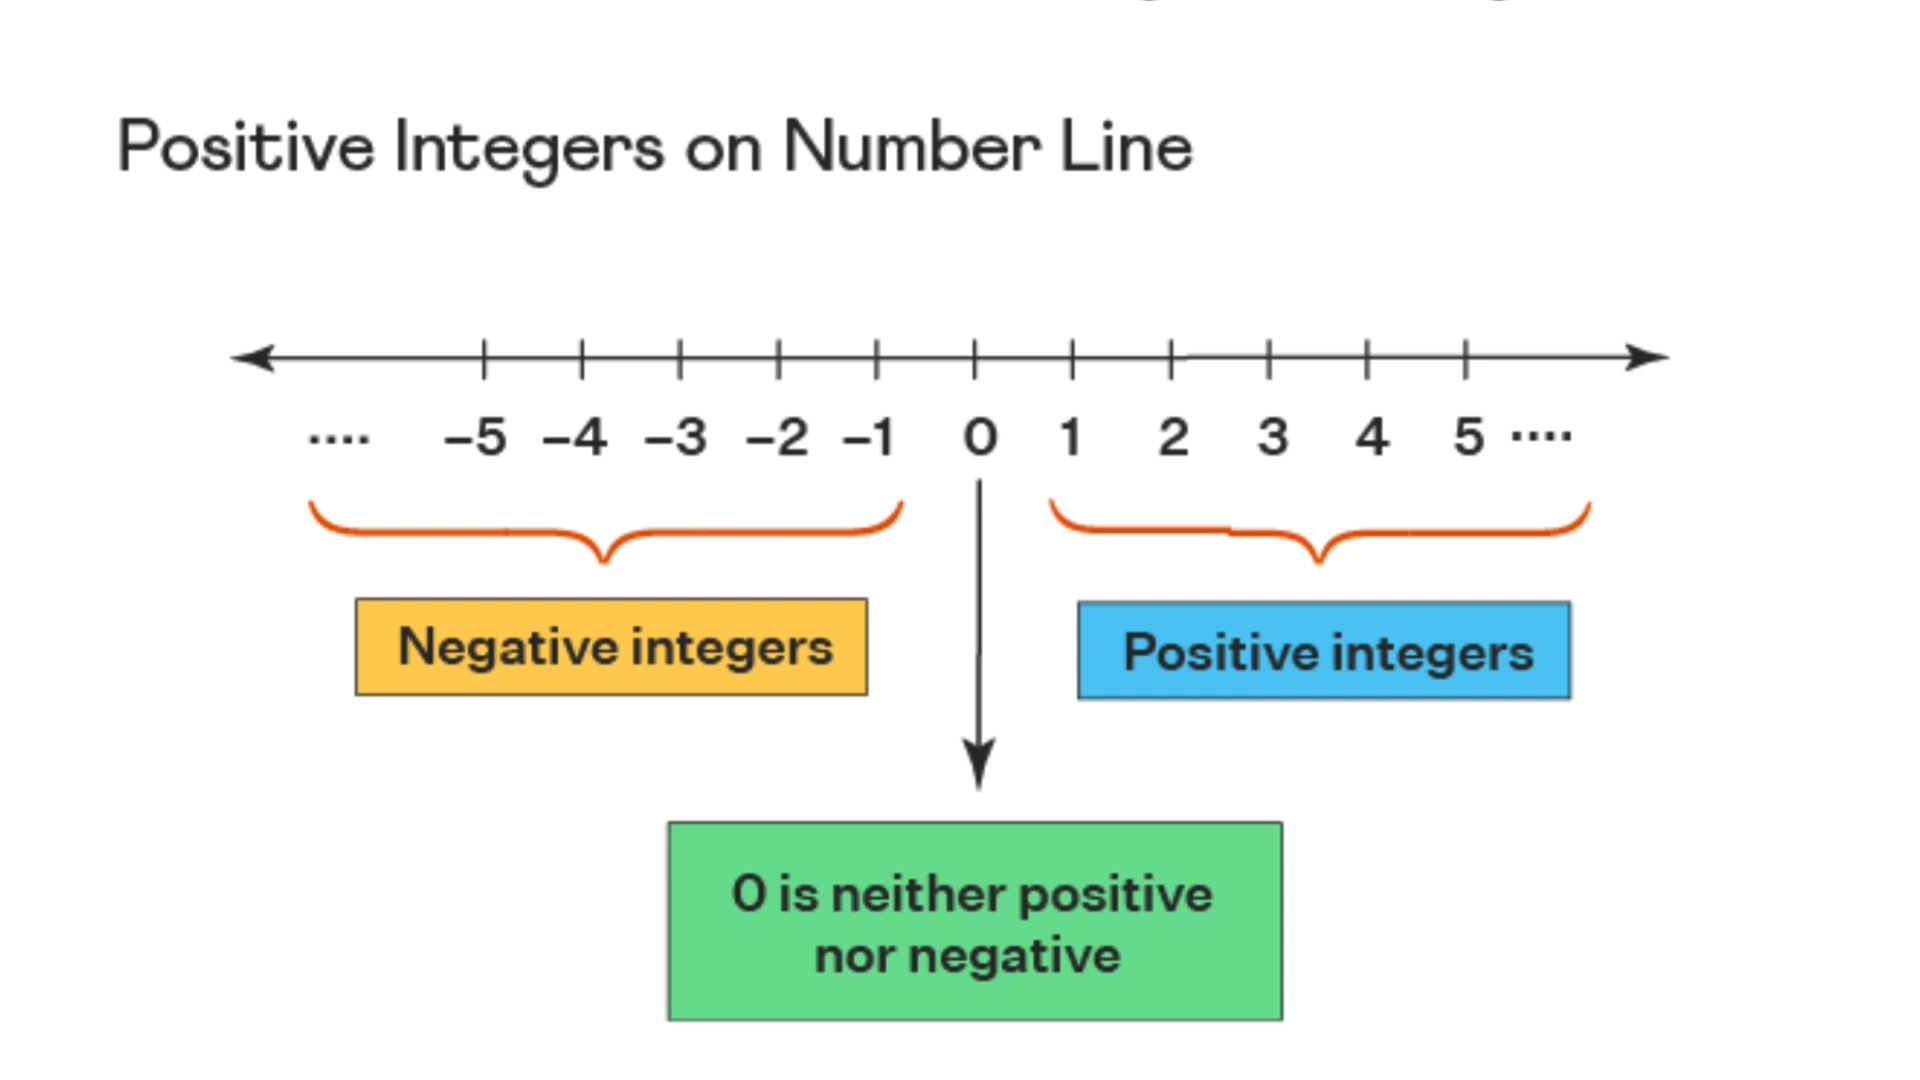 Positive Integers on Number Line
.... –5 –4 –3 –2 –1 0 1 2 3 4 5 ....
Negative integers
Positive integers
0 is neither positive
nor negative